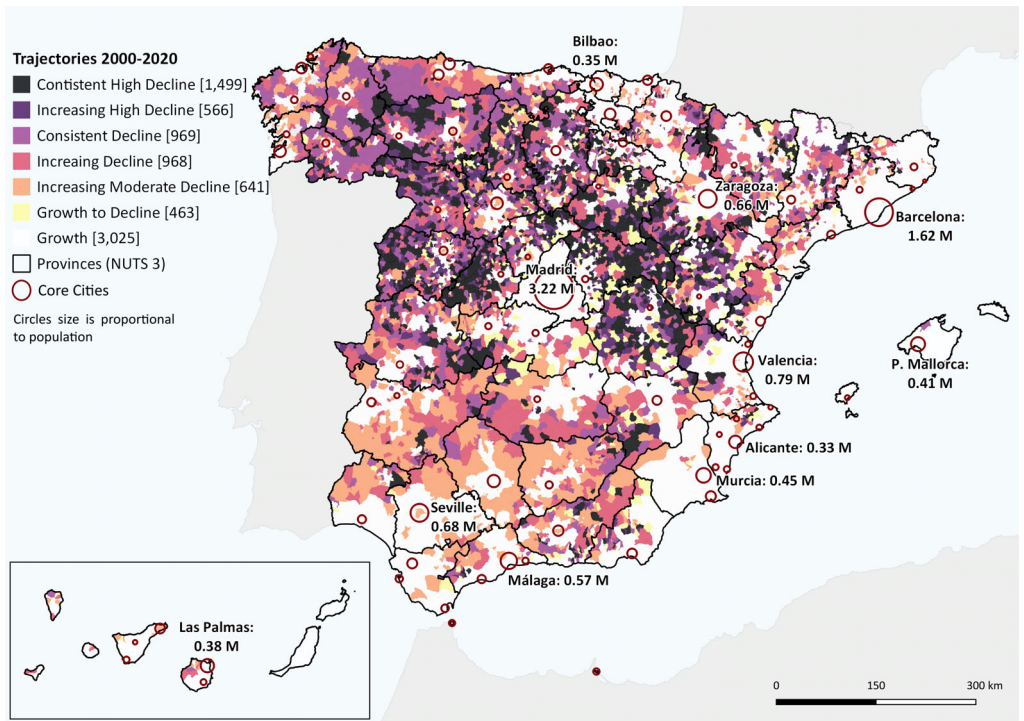 Trajectories 2000-2020
Contistent High Decline [1,499]
Increasing High Decline [566]
Consistent Decline [969]
Increaing Decline [968]
Increasing Moderate Decline [641]
Growth to Decline [463]
Growth [3,025]
Provinces (NUTS 3)
Core Cities
Circles size is proportional
to population
Bilbao:
0.35 M
Zaragoza:
0.66 M
Barcelona:
1.62 M
Madrid:
3.22 M
Valencia:
0.79 M
P. Mallorca:
0.41 M
Alicante: 0.33 M
Murcia: 0.45 M
Seville:
0.68 M
Málaga: 0.57 M
Las Palmas:
0.38 M
0 150 300 km